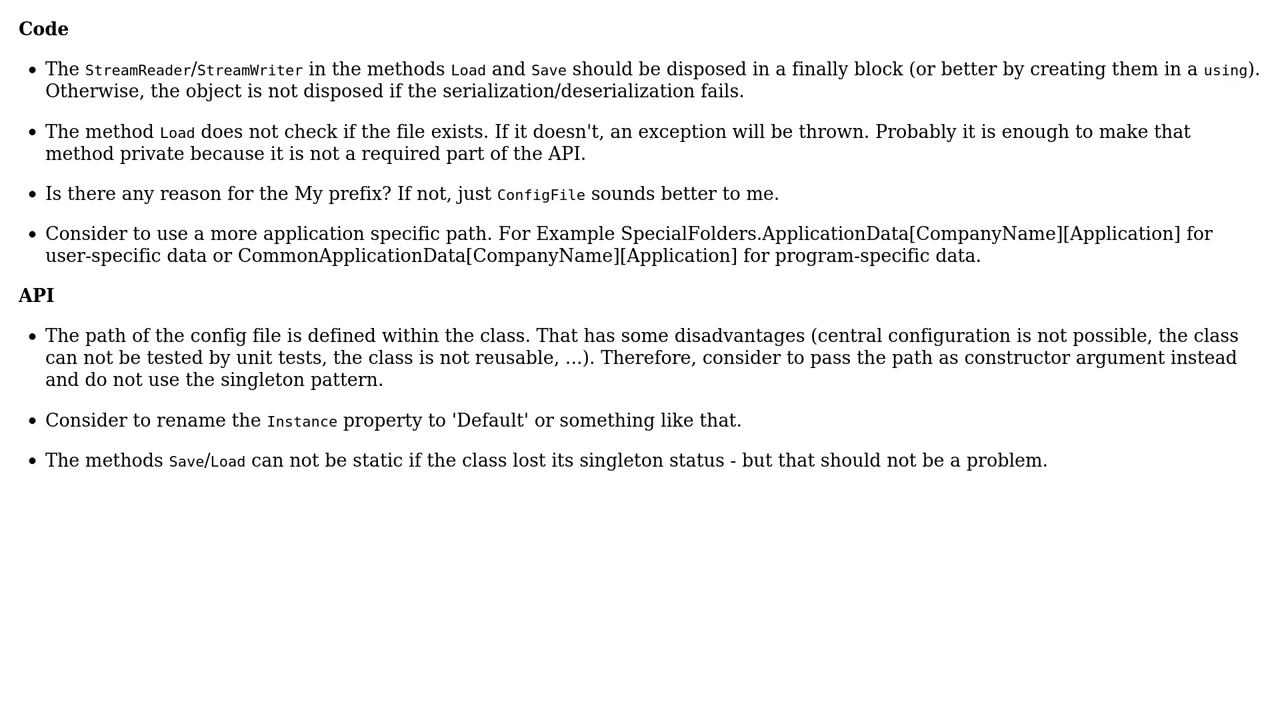 Code
The StreamReader/StreamWriter in the methods Load and Save should be disposed in a finally block (or better by creating them in a using).
Otherwise, the object is not disposed if the serialization/deserialization fails.
The method Load does not check if the file exists. If it doesn't, an exception will be thrown. Probably it is enough to make that
method private because it is not a required part of the API.
Is there any reason for the My prefix? If not, just ConfigFile sounds better to me.
Consider to use a more application specific path. For Example SpecialFolders.ApplicationData[CompanyName][Application] for
user-specific data or CommonApplicationData[CompanyName][Application] for program-specific data.
API
The path of the config file is defined within the class. That has some disadvantages (central configuration is not possible, the class
can not be tested by unit tests, the class is not reusable, ...). Therefore, consider to pass the path as constructor argument instead
and do not use the singleton pattern.
Consider to rename the Instance property to 'Default' or something like that.
The methods Save/Load can not be static if the class lost its singleton status - but that should not be a problem.